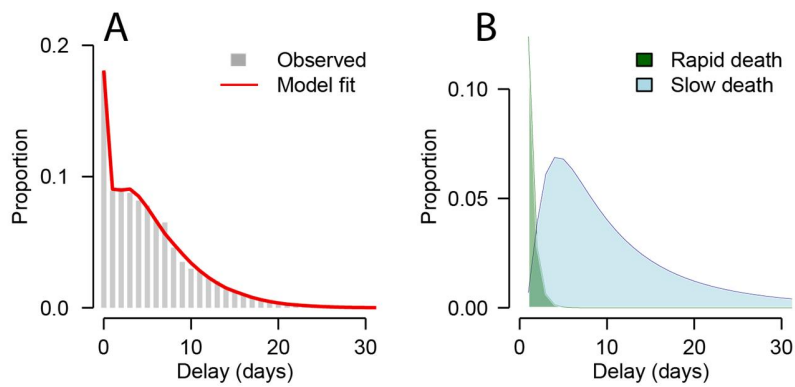 A
0.2
0.1
0.0
Proportion
Observed
Model fit
0
10
20
30
Delay (days)
B
0.10
0.05
0.00
Proportion
Rapid death
Slow death
0
10
20
30
Delay (days)